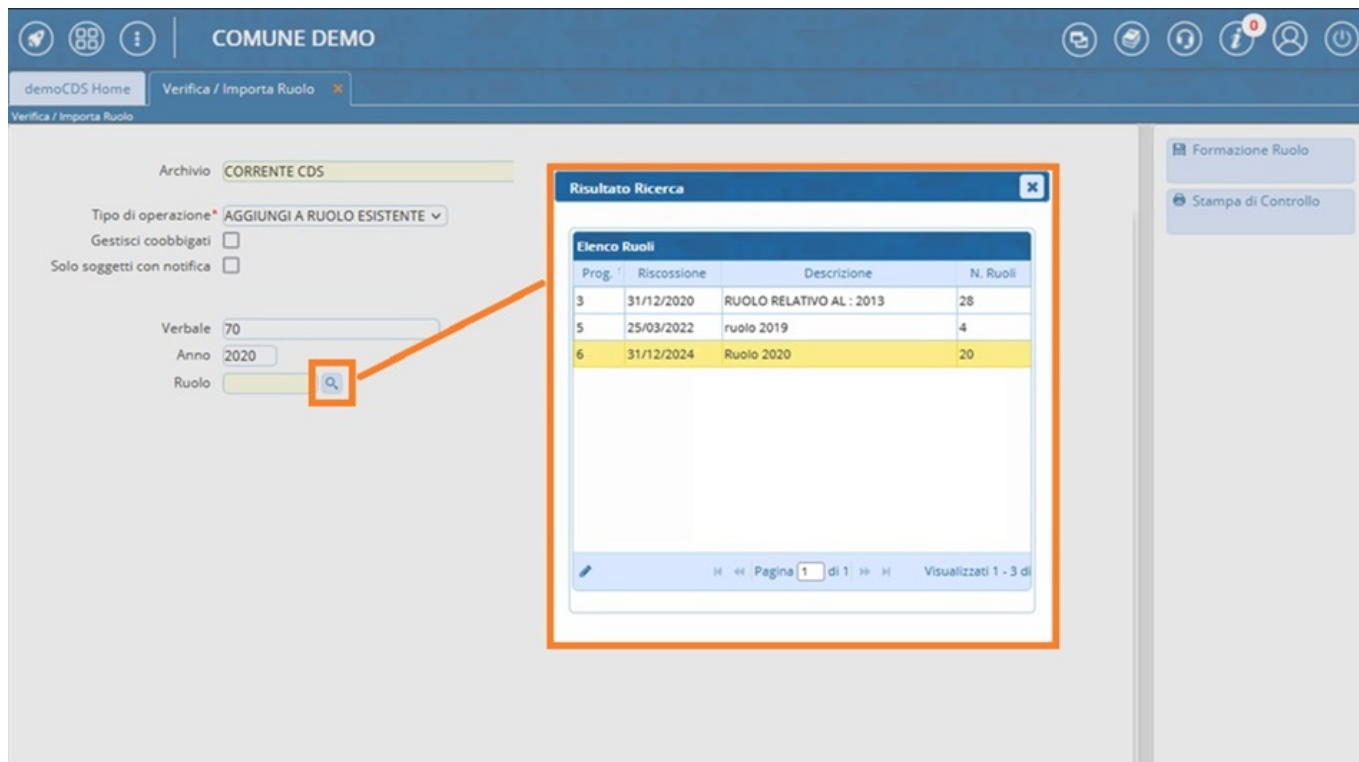 COMUNE DEMO
0
demoCDS Home
Verifica / Importa Ruolo
Verifica / Importa Ruolo
Archivio CORRENTE CDS
Tipo di operazione* AGGIUNGI A RUOLO ESISTENTE
Gestisci coobbigati
Solo soggetti con notifica
Verbale 70
Anno 2020
Ruolo
Risultato Ricerca
Elenco Ruoli
Prog. Riscossione Descrizione N. Ruoli
3 31/12/2020 RUOLO RELATIVO AL : 2013 28
5 25/03/2022 ruolo 2019 4
6 31/12/2024 Ruolo 2020 20
Pagina 1 di 1 Visualizzati 1 - 3 di
Formazione Ruolo
Stampa di Controllo